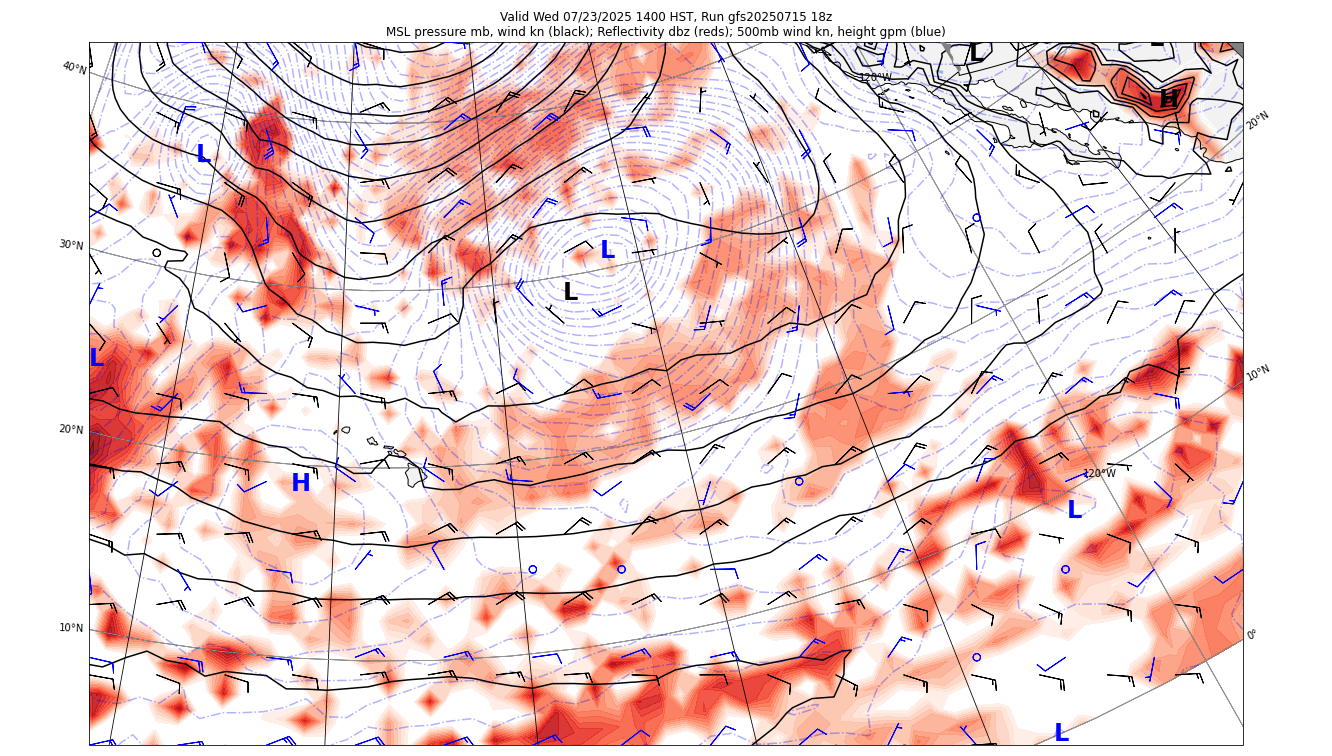 Valid Wed 07/23/2025 1400 HST, Run gfs20250715 18z
MSL pressure mb, wind kn (black); Reflectivity dbz (reds); 500mb wind kn, height gpm (blue)
L
L
40°N
120°W
H
20°N
L
30°N
L
L
L
10°N
20°N
120°W
H
L
10°N
0°
L